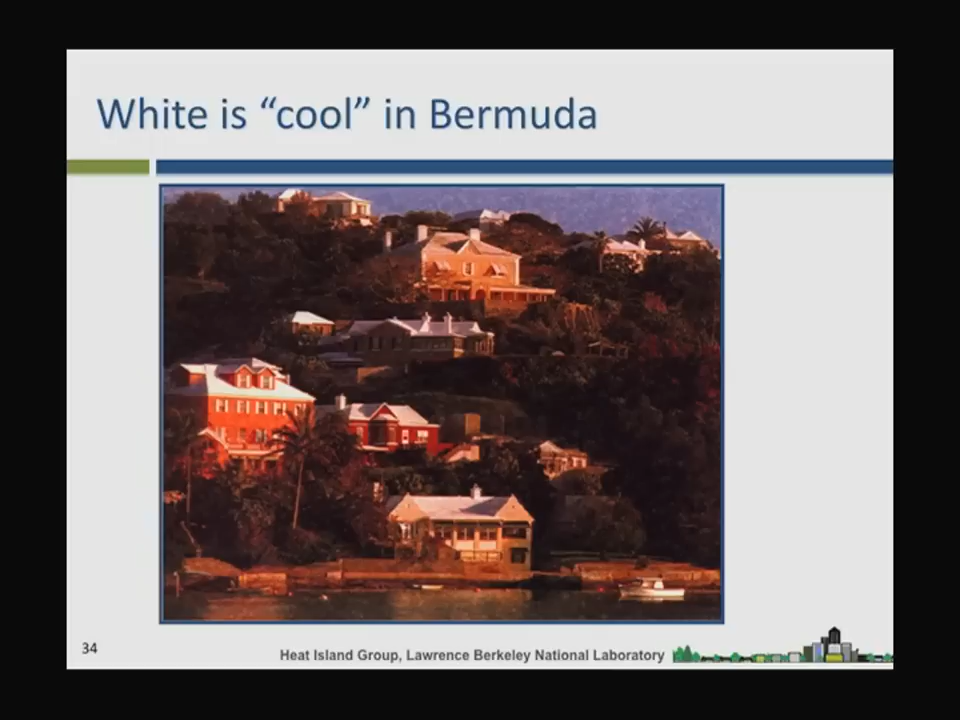 White is “cool” in Bermuda
34
Heat Island Group, Lawrence Berkeley National Laboratory